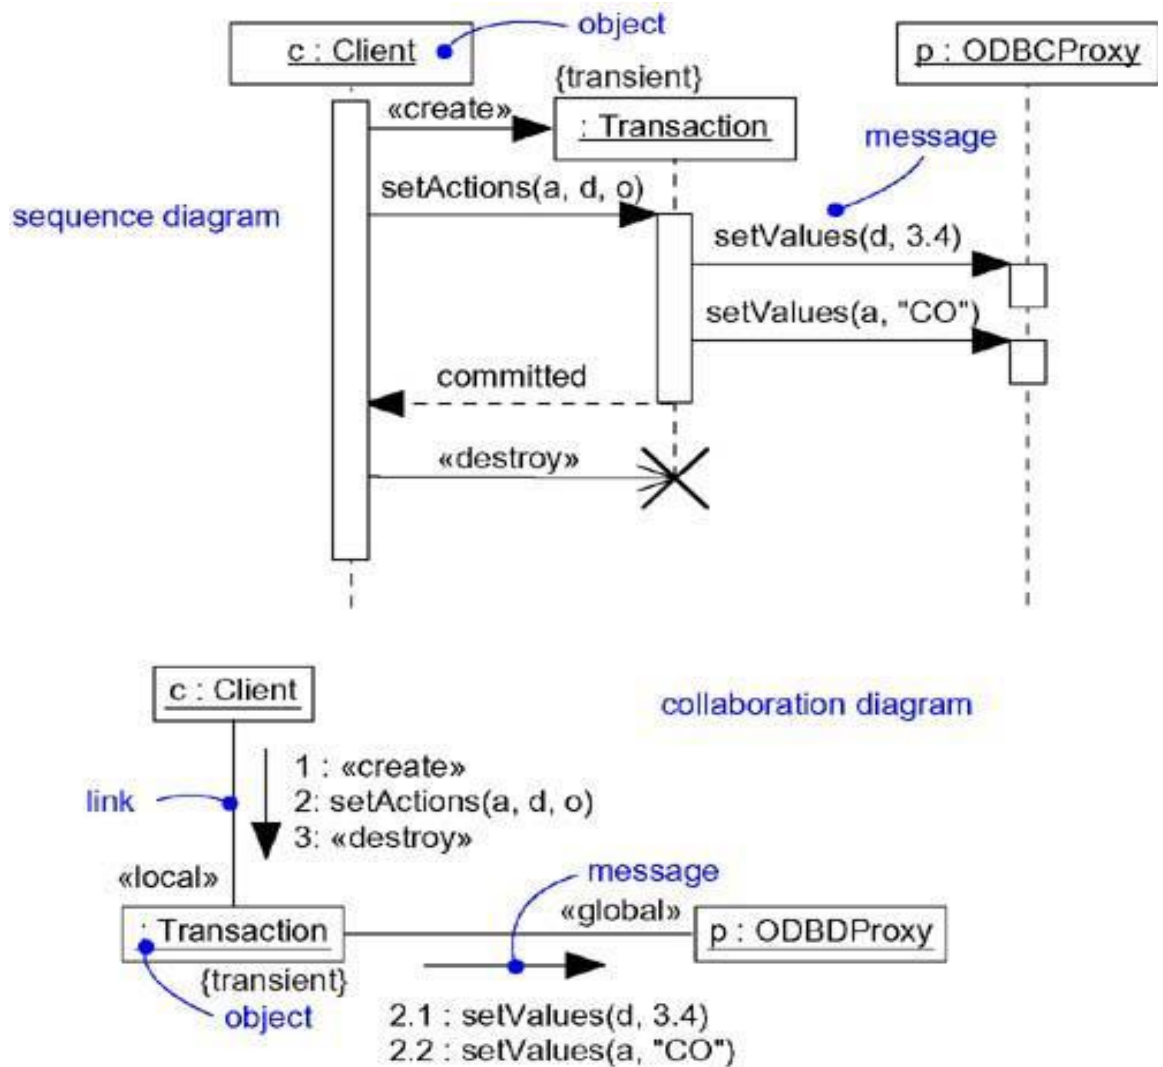 object
c : Client
p : ODBCProxy
{transient}
«create»
: Transaction
message
setActions(a, d, o)
sequence diagram
setValues(d, 3.4)
setValues(a, "CO")
committed
«destroy»
c : Client
collaboration diagram
1 : «create»
link
2: setActions(a, d, o)
3: «destroy»
«local»
message
«global»
: Transaction
p : ODBDProxy
{transient}
object
2.1 : setValues(d, 3.4)
2.2 : setValues(a, "CO")